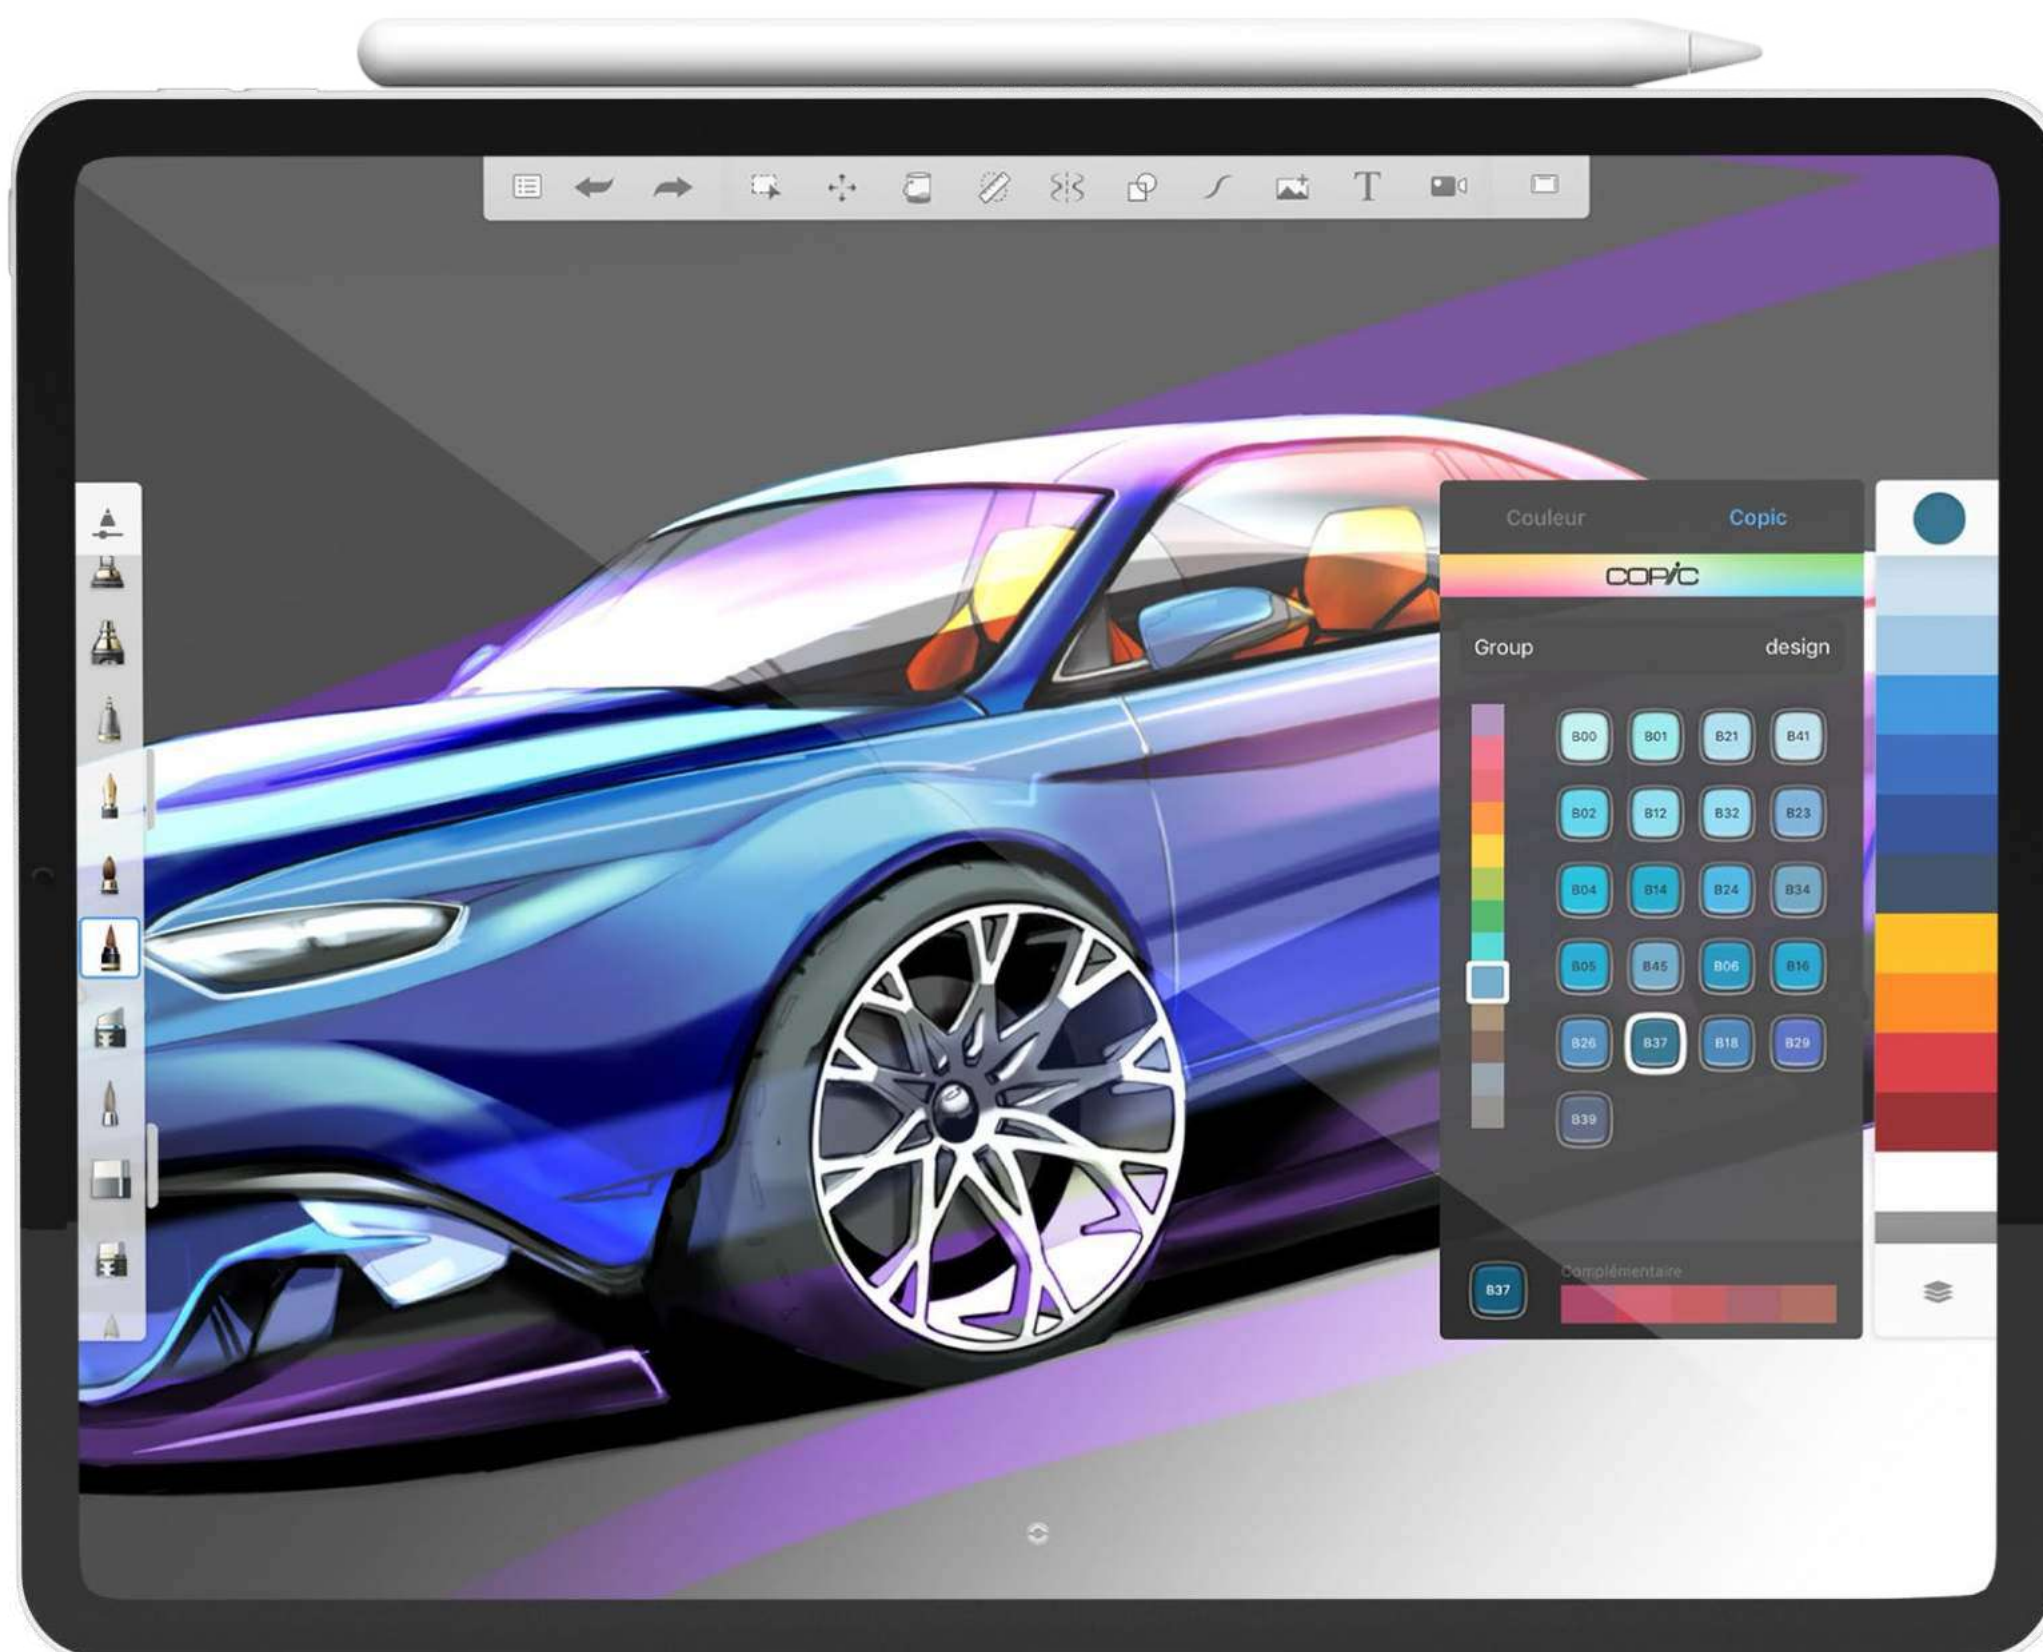 T
Couleur Copic
COPIC
Group design
B00 B01 B21 B41
B02 B12 B32 B23
B04 B14 B24 B34
B05 B45 B06 B16
B26 B37 B18 B29
B39
B37
Complémentaire